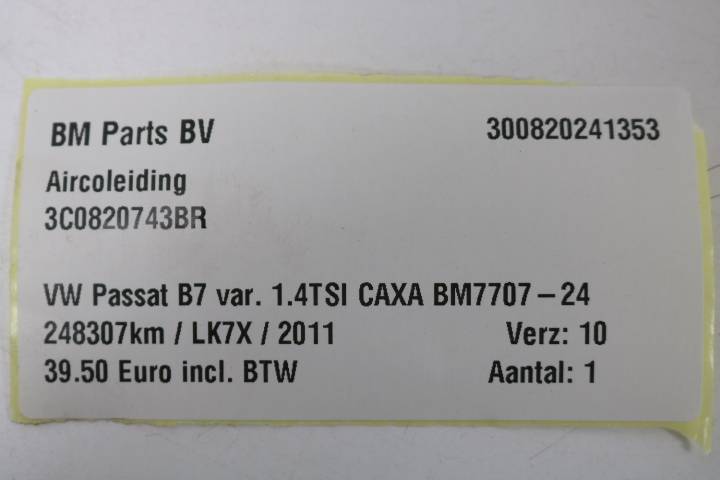 BM Parts BV 300820241353
Aircoleiding
3C0820743BR
VW Passat B7 var. 1.4TSI CAXA BM7707-24
248307km / LK7X / 2011 Verz: 10
39.50 Euro incl. BTW Aantal: 1